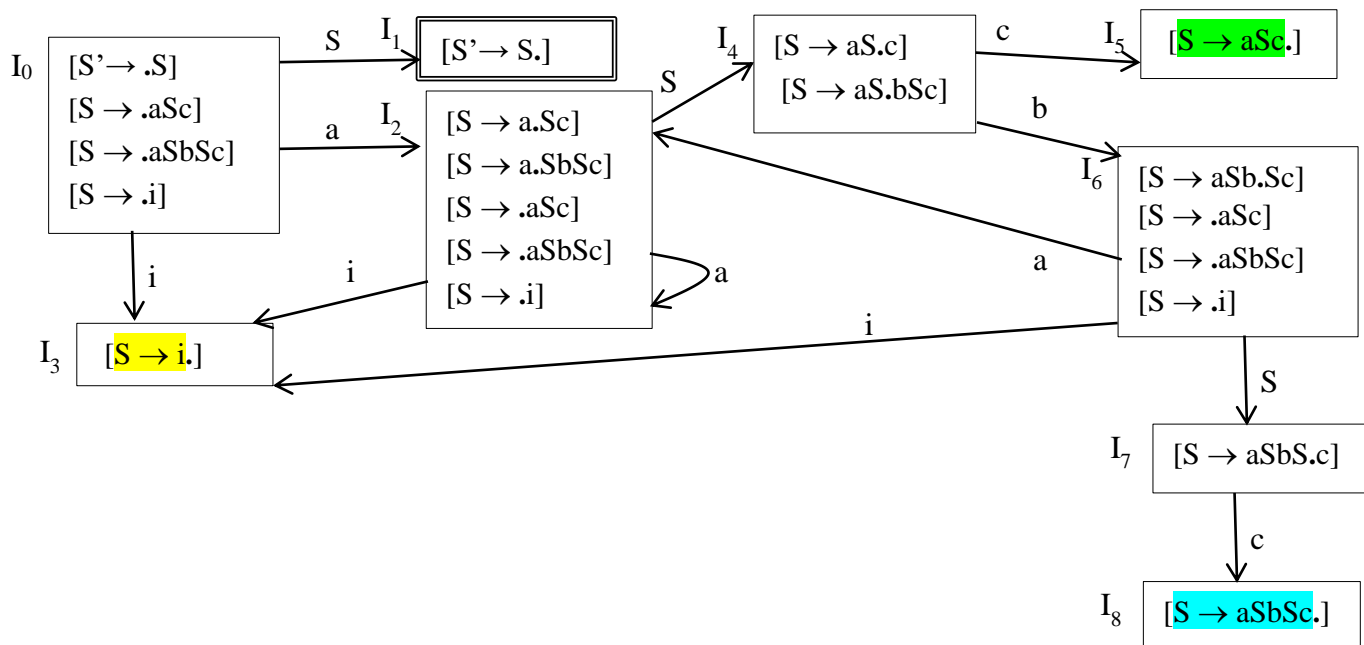 I0
[S’→ .S]
[S → .aSc]
[S → .aSbSc]
[S → .i]
S
a
i
I1
[S’→ S.]
I2
[S → a.Sc]
[S → a.SbSc]
[S → .aSc]
[S → .aSbSc]
[S → .i]
S
a
i
I3
[S → i.]
I4
[S → aS.c]
[S → aS.bSc]
c
b
I5
[S → aSc.]
I6
[S → aSb.Sc]
[S → .aSc]
[S → .aSbSc]
[S → .i]
a
i
S
I7
[S → aSbS.c]
c
I8
[S → aSbSc.]